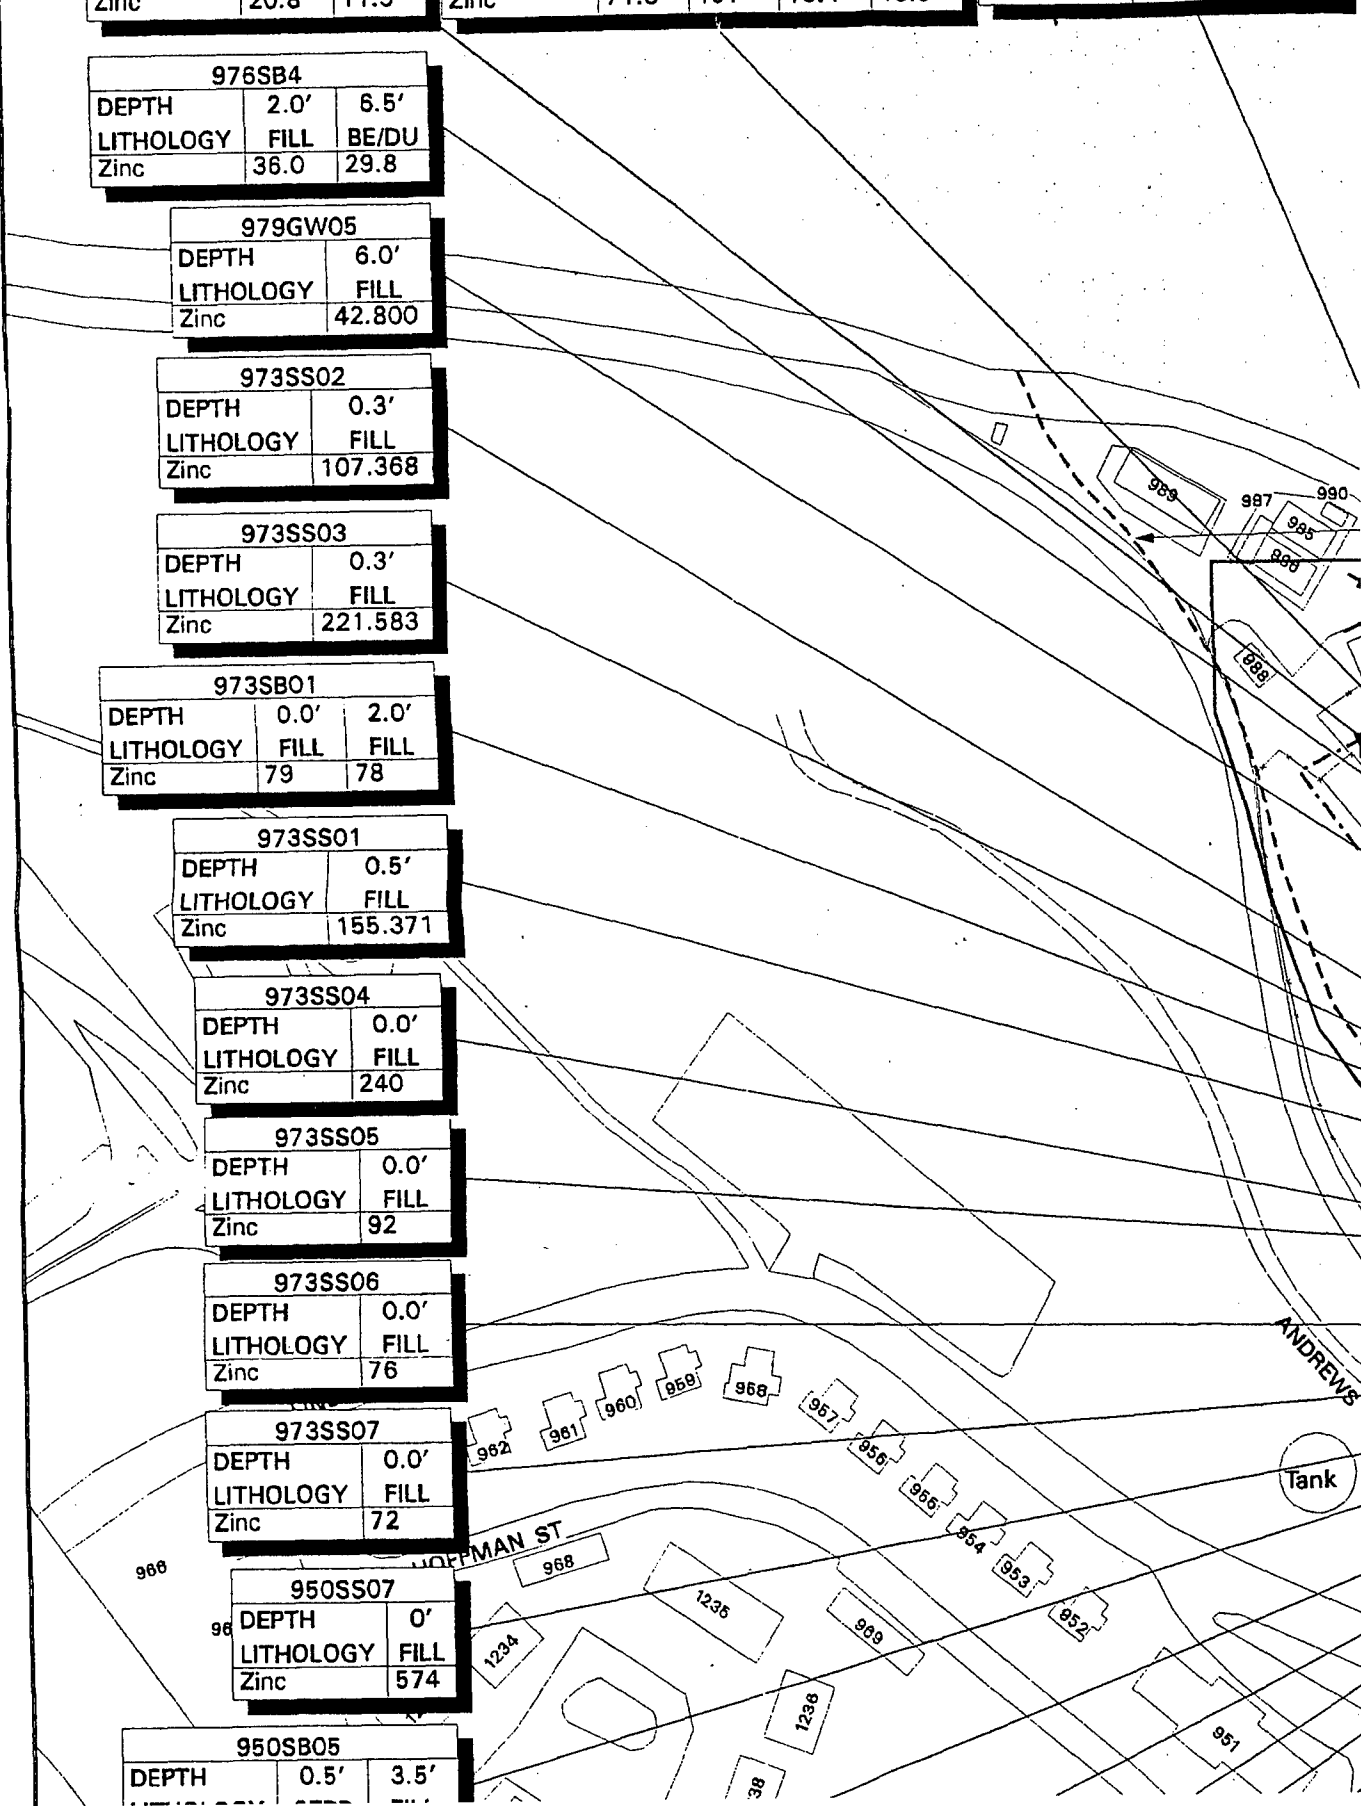 Zinc 20.8 11.5
Zinc
976SB4
DEPTH 2.0' 6.5'
LITHOLOGY FILL BE/DU
Zinc 36.0 29.8
979GW05
DEPTH 6.0'
LITHOLOGY FILL
Zinc 42.800
973SS02
DEPTH 0.3'
LITHOLOGY FILL
Zinc 107.368
973SS03
DEPTH 0.3'
LITHOLOGY FILL
Zinc 221.583
973SB01
DEPTH 0.0' 2.0'
LITHOLOGY FILL FILL
Zinc 79 78
973SS01
DEPTH 0.5'
LITHOLOGY FILL
Zinc 155.371
973SS04
DEPTH 0.0'
LITHOLOGY FILL
Zinc 240
973SS05
DEPTH 0.0'
LITHOLOGY FILL
Zinc 92
973SS06
DEPTH 0.0'
LITHOLOGY FILL
Zinc 76
973SS07
DEPTH 0.0'
LITHOLOGY FILL
Zinc 72
950SS07
DEPTH 0'
LITHOLOGY FILL
Zinc 574
950SB05
DEPTH 0.5' 3.5'
989
987
990
985
986
988
ANDREWS
Tank
962
961
960
959
958
957
956
955
954
953
952
951
HOFFMAN ST
966
968
1235
969
1234
1236